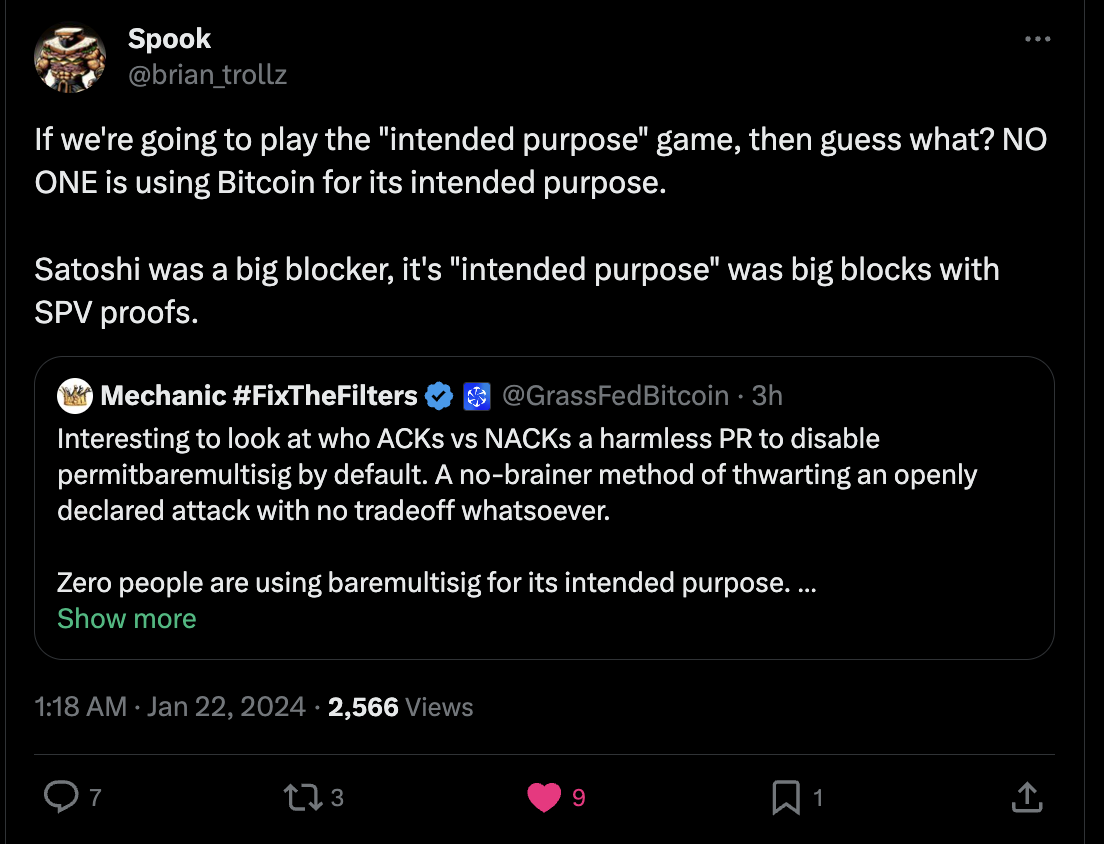 Spook
@brian_trollz
If we're going to play the "intended purpose" game, then guess what? NO
ONE is using Bitcoin for its intended purpose.
Satoshi was a big blocker, it's "intended purpose" was big blocks with
SPV proofs.
Mechanic #FixTheFilters @GrassFedBitcoin · 3h
Interesting to look at who ACKs vs NACKs a harmless PR to disable
permitbaremultisig by default. A no-brainer method of thwarting an openly
declared attack with no tradeoff whatsoever.
Zero people are using baremultisig for its intended purpose. ...
Show more
1:18 AM · Jan 22, 2024 · 2,566 Views
7 3 9 1